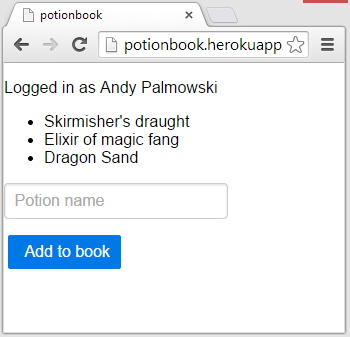 potionbook
potionbook.herokuapp
Logged in as Andy Palmowski
Skirmisher's draught
Elixir of magic fang
Dragon Sand
Potion name
Add to book